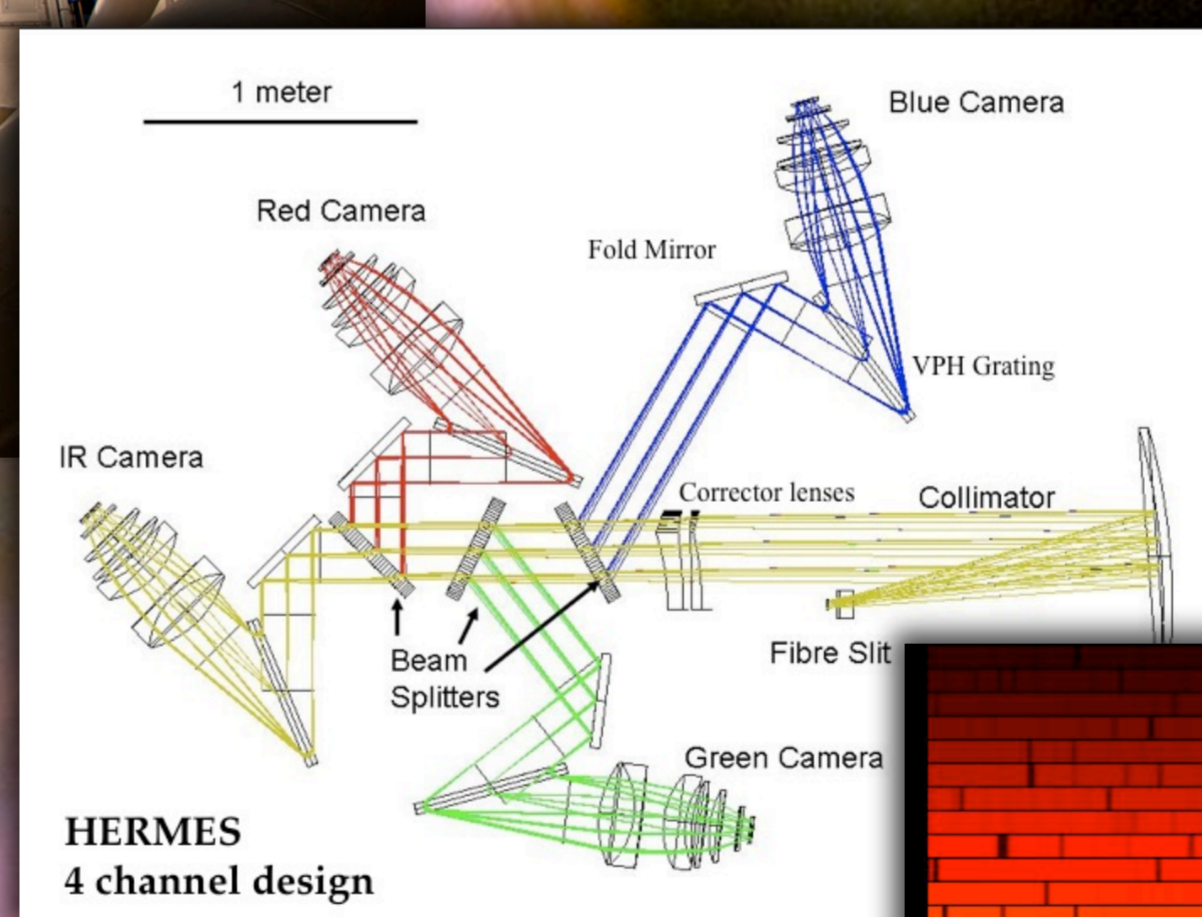 1 meter
Blue Camera
Red Camera
Fold Mirror
VPH Grating
IR Camera
Corrector lenses
Collimator
Fibre Slit
Beam
Splitters
Green Camera
HERMES
4 channel design